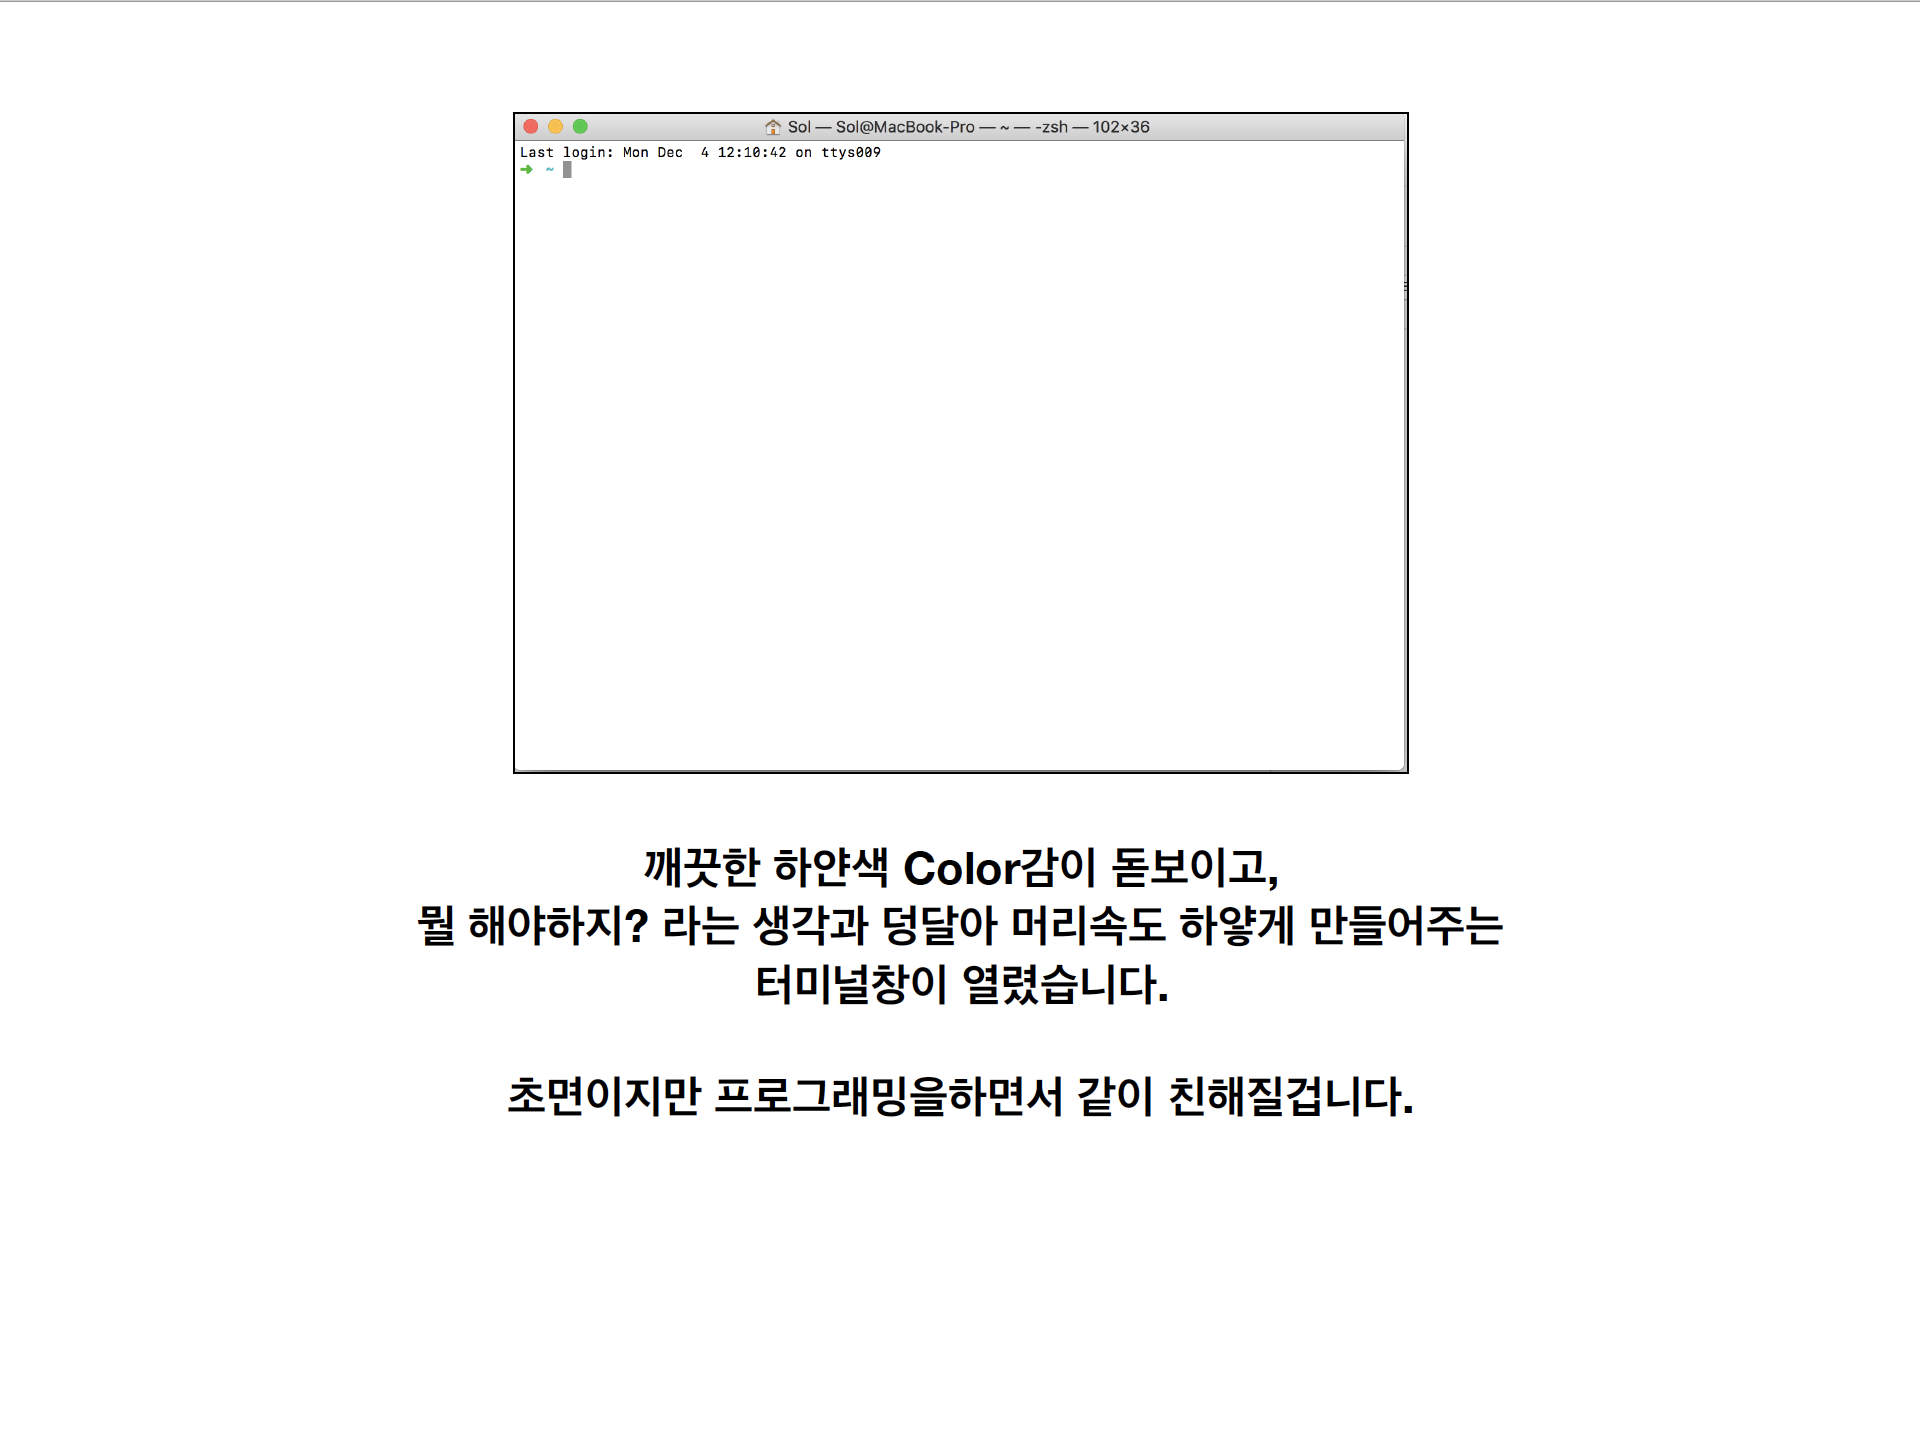 Sol — Sol@MacBook-Pro — ~ — -zsh — 102×36
Last login: Mon Dec  4 12:10:42 on ttys009
➜  ~
깨끗한 하얀색 Color감이 돋보이고,
뭘 해야하지? 라는 생각과 덩달아 머리속도 하얗게 만들어주는
터미널창이 열렸습니다.
초면이지만 프로그래밍을하면서 같이 친해질겁니다.